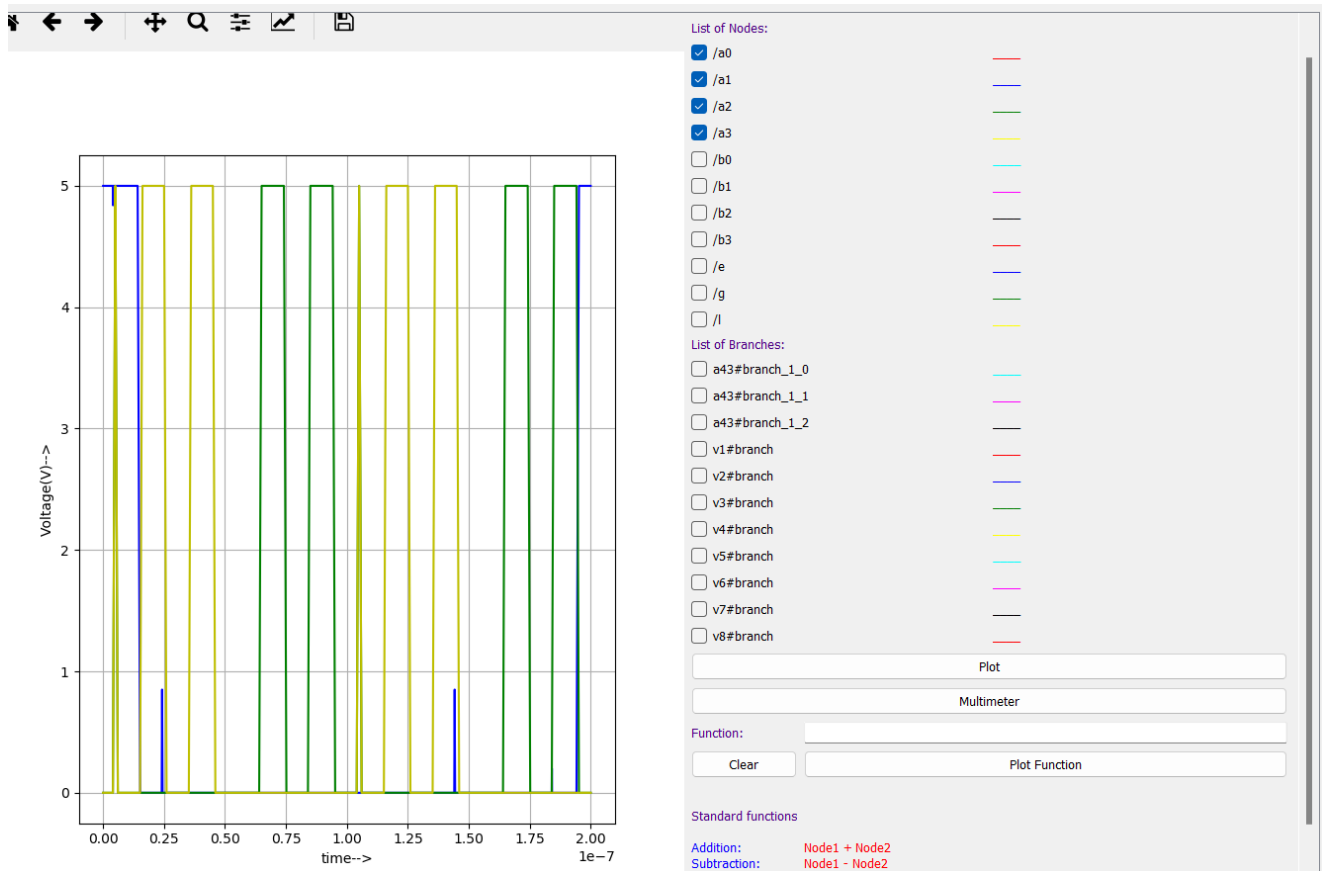 List of Nodes:
/a0
/a1
/a2
/a3
/b0
/b1
/b2
/b3
/e
/g
/l
List of Branches:
a43#branch_1_0
a43#branch_1_1
a43#branch_1_2
v1#branch
v2#branch
v3#branch
v4#branch
v5#branch
v6#branch
v7#branch
v8#branch
Plot
Multimeter
Function:
Clear Plot Function
Standard functions
Addition: Node1 + Node2
Subtraction: Node1 - Node2
5
4
3
2
1
0
Voltage(V)-->
0.00 0.25 0.50 0.75 1.00 1.25 1.50 1.75 2.00
time-->
1e−7